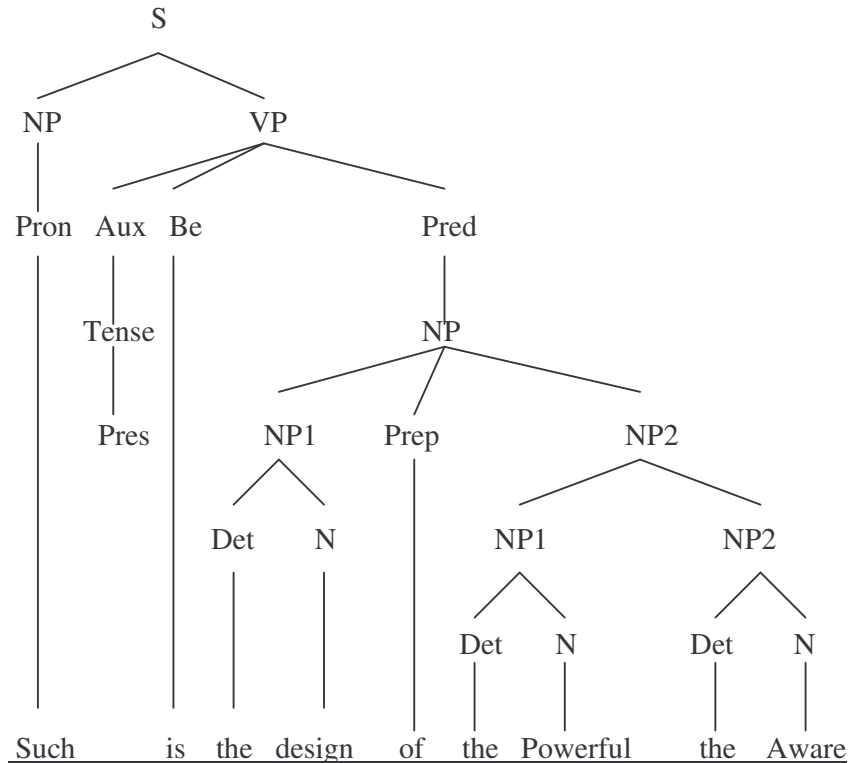 S
NP VP
Pron Aux Be Pred
Tense NP
Pres NP1 Prep NP2
Det N NP1 NP2
Det N Det N
Such is the design of the Powerful the Aware